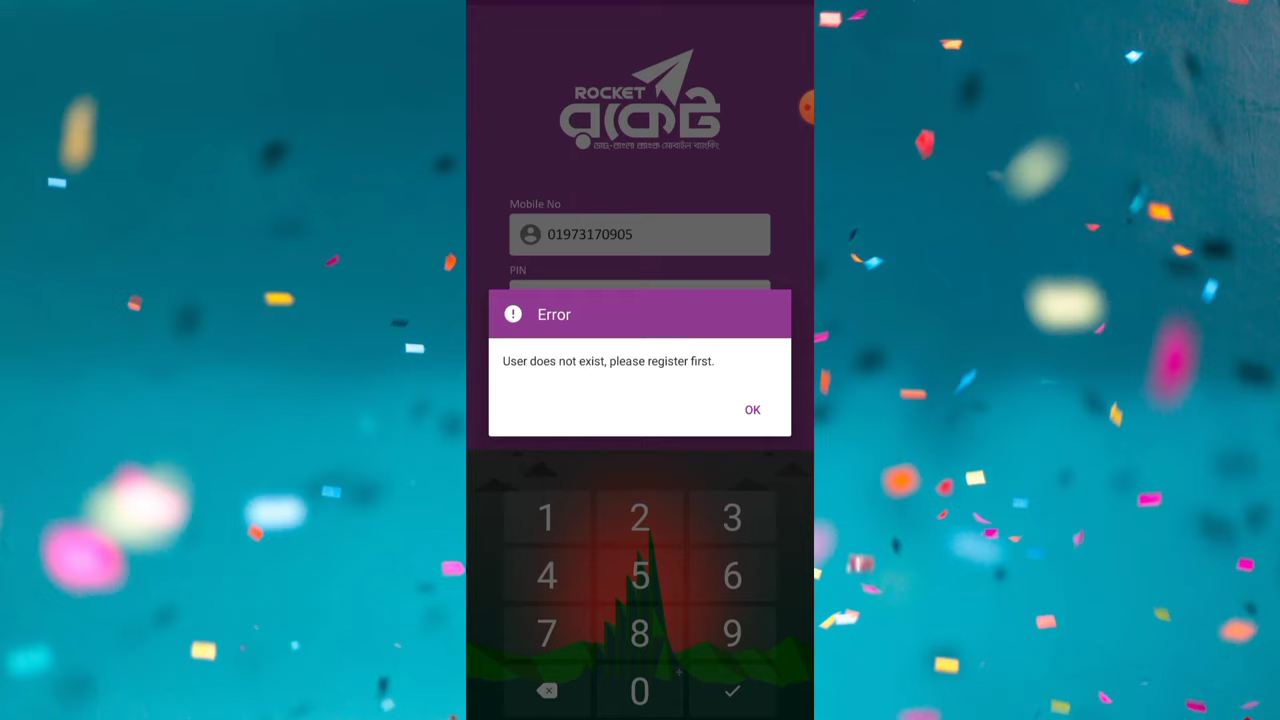 ROCKET
রকেট
ডাচ্-বাংলা ব্যাংক মোবাইল ব্যাংকিং
Mobile No
01973170905
PIN
Error
User does not exist, please register first.
OK
1 2 3
4 5 6
7 8 9
0 +